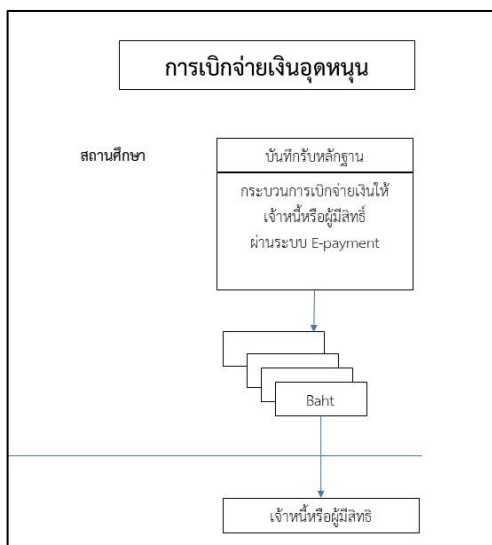 การเบิกจ่ายเงินอุดหนุน
สถานศึกษา
บันทึกรับหลักฐาน
กระบวนการเบิกจ่ายเงินให้
เจ้าหนี้หรือผู้มีสิทธิ์
ผ่านระบบ E-payment
Baht
เจ้าหนี้หรือผู้มีสิทธิ